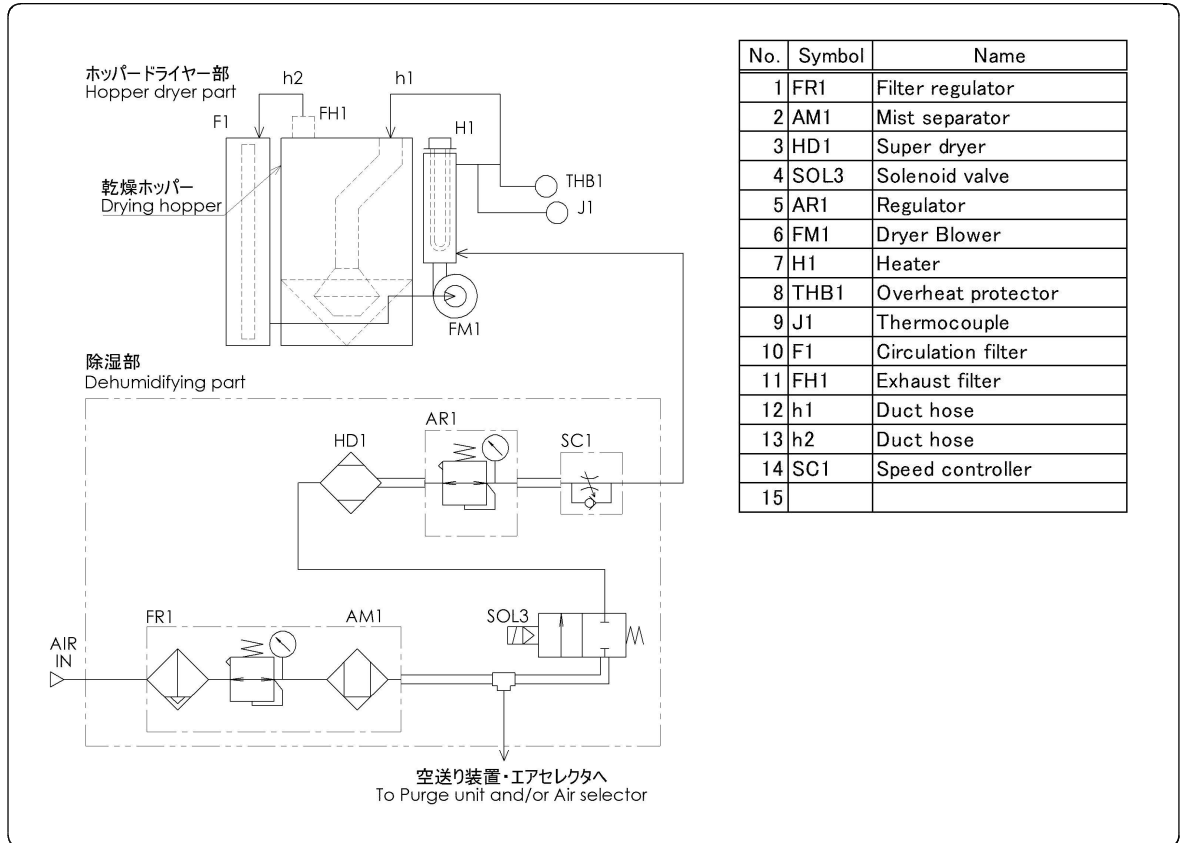 ホッパードライヤー部
Hopper dryer part
h2
h1
F1
FH1
H1
乾燥ホッパー
Drying hopper
THB1
J1
FM1
除湿部
Dehumidifying part
HD1
AR1
SC1
FR1
AM1
SOL3
AIR
IN
空送り装置・エアセレクタへ
To Purge unit and/or Air selector
No. Symbol Name
1 FR1 Filter regulator
2 AM1 Mist separator
3 HD1 Super dryer
4 SOL3 Solenoid valve
5 AR1 Regulator
6 FM1 Dryer Blower
7 H1 Heater
8 THB1 Overheat protector
9 J1 Thermocouple
10 F1 Circulation filter
11 FH1 Exhaust filter
12 h1 Duct hose
13 h2 Duct hose
14 SC1 Speed controller
15